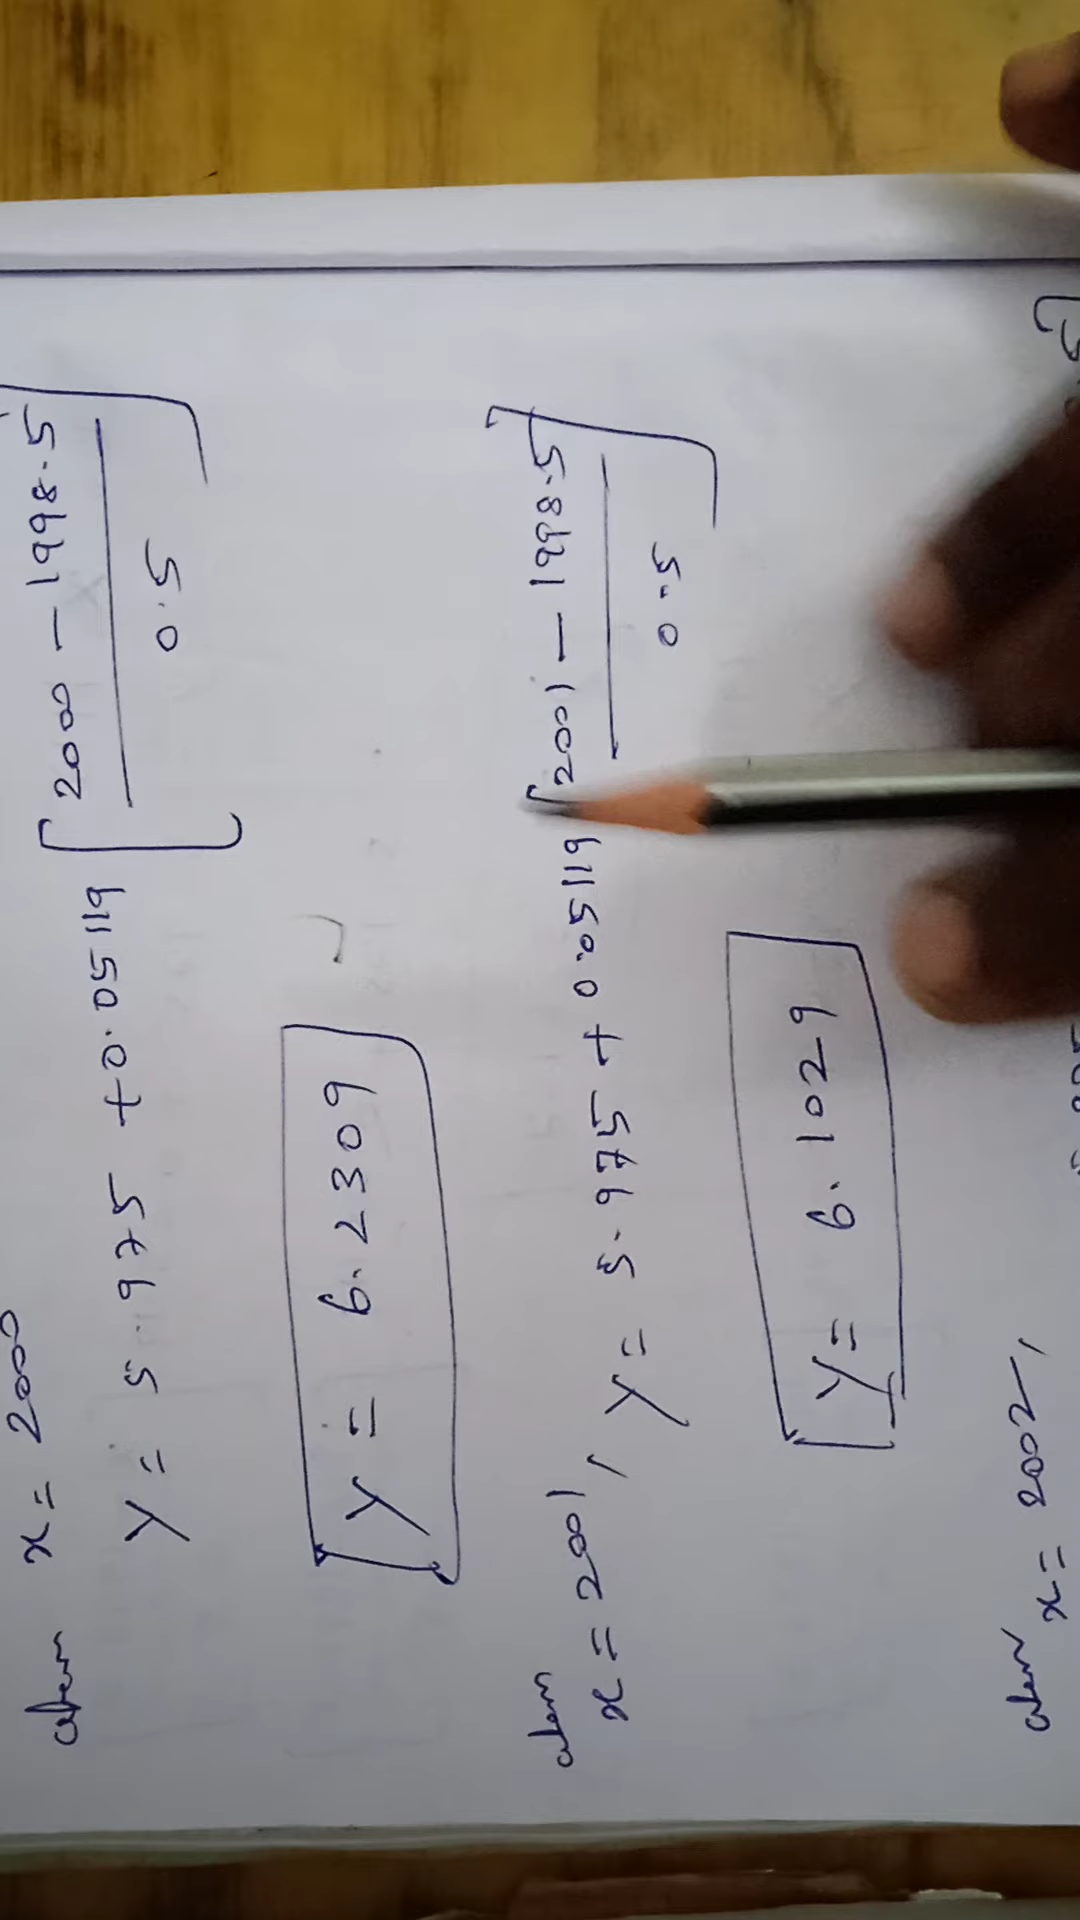 when x = 2000
Y = 5.975 + 0.05119 [2000 - 1998.5
0.5
Y = 6.2309
when x = 2001, Y = 5.975 + 0.05119 [2001 - 1998.5
0.5
Y = 6.1029
when x = 2002,